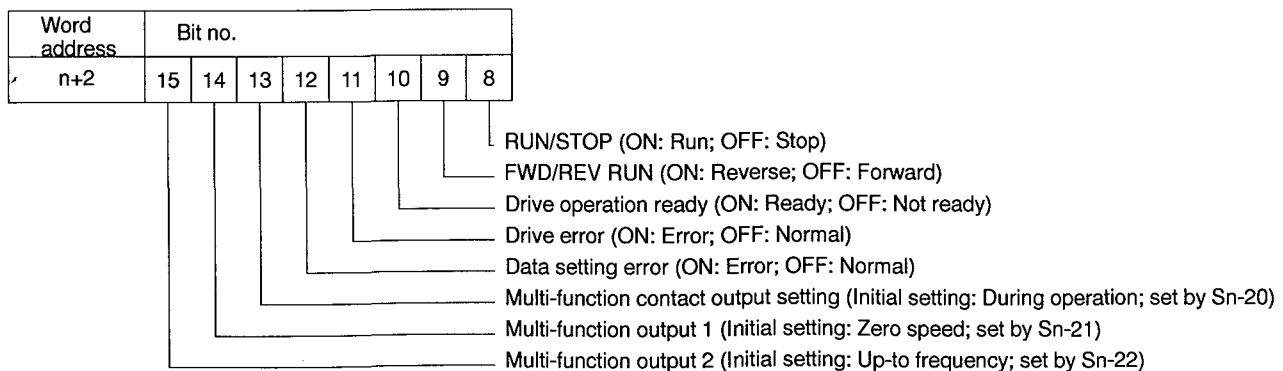 Word address Bit no.
n+2 15 14 13 12 11 10 9 8
RUN/STOP (ON: Run; OFF: Stop)
FWD/REV RUN (ON: Reverse; OFF: Forward)
Drive operation ready (ON: Ready; OFF: Not ready)
Drive error (ON: Error; OFF: Normal)
Data setting error (ON: Error; OFF: Normal)
Multi-function contact output setting (Initial setting: During operation; set by Sn-20)
Multi-function output 1 (Initial setting: Zero speed; set by Sn-21)
Multi-function output 2 (Initial setting: Up-to frequency; set by Sn-22)